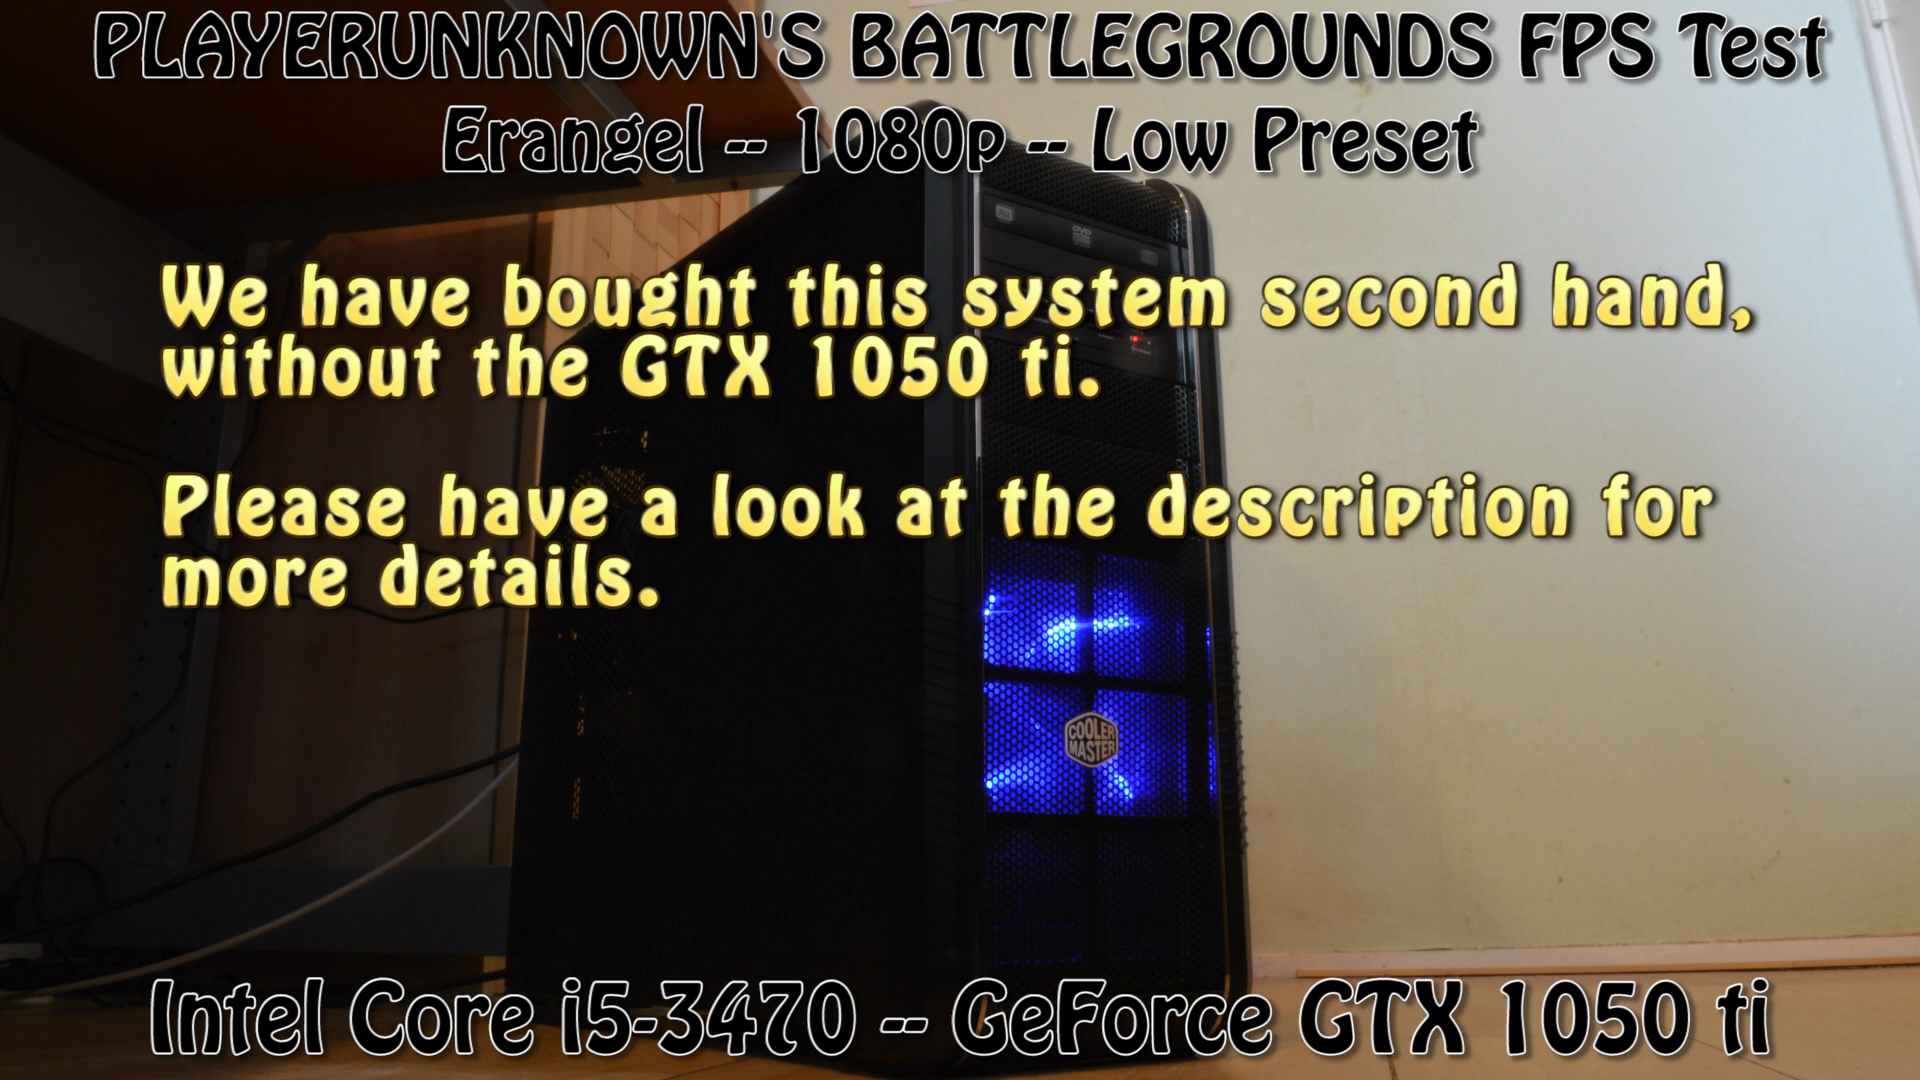 PLAYERUNKNOWN'S BATTLEGROUNDS FPS Test
Erangel -- 1080p -- Low Preset
DVD
We have bought this system second hand,
without the GTX 1050 ti.
Please have a look at the description for
more details.
COOLER
MASTER
Intel Core i5-3470 -- GeForce GTX 1050 ti